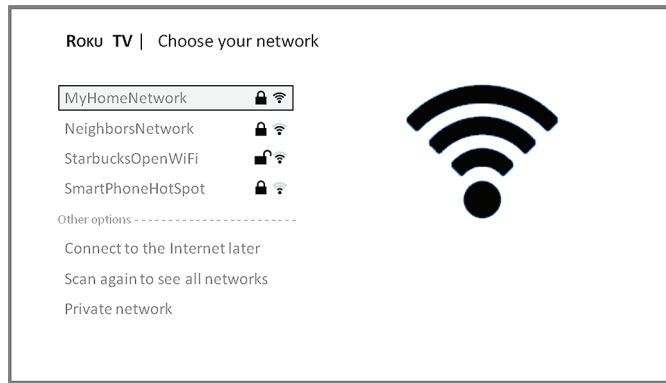 ROKU TV | Choose your network
MyHomeNetwork
NeighborsNetwork
StarbucksOpenWiFi
SmartPhoneHotSpot
Other options
Connect to the Internet later
Scan again to see all networks
Private network